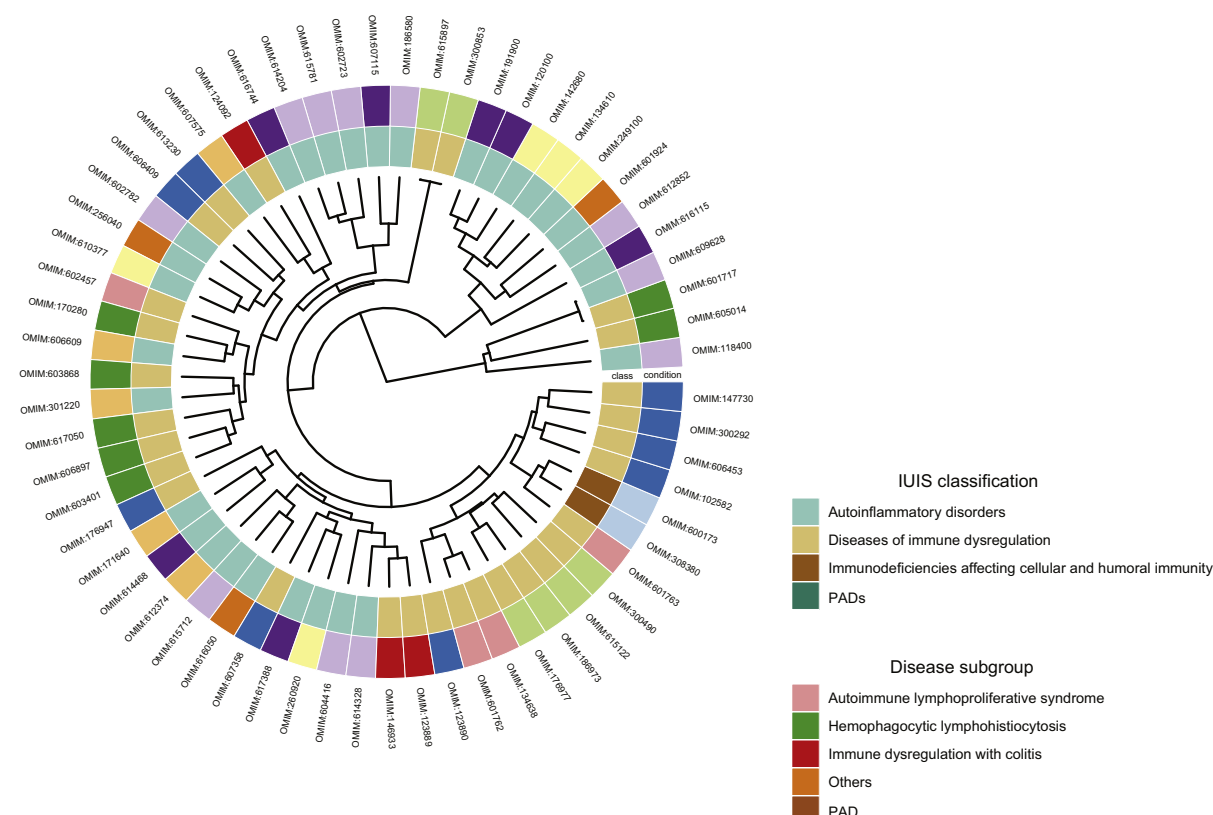 OMIM:186580
OMIM:615897
OMIM:300853
OMIM:191900
OMIM:120100
OMIM:142680
OMIM:134610
OMIM:249100
OMIM:601924
OMIM:612852
OMIM:616115
OMIM:609628
OMIM:601717
OMIM:605014
OMIM:118400
class condition
OMIM:147730
OMIM:300292
OMIM:606453
OMIM:102582
OMIM:600173
OMIM:308380
OMIM:601763
OMIM:300490
OMIM:615122
OMIM:186973
OMIM:176977
OMIM:134638
OMIM:601762
OMIM:123890
OMIM:123889
OMIM:146933
OMIM:614328
OMIM:604416
OMIM:260920
OMIM:617388
OMIM:607358
OMIM:616050
OMIM:615712
OMIM:612374
OMIM:614468
OMIM:171640
OMIM:176947
OMIM:603401
OMIM:606897
OMIM:617050
OMIM:301220
OMIM:603868
OMIM:606609
OMIM:170280
OMIM:602457
OMIM:610377
OMIM:256040
OMIM:602782
OMIM:606409
OMIM:613230
OMIM:607575
OMIM:124092
OMIM:616744
OMIM:614204
OMIM:615781
OMIM:602723
OMIM:607115
IUIS classification
Autoinflammatory disorders
Diseases of immune dysregulation
Immunodeficiencies affecting cellular and humoral immunity
PADs
Disease subgroup
Autoimmune lymphoproliferative syndrome
Hemophagocytic lymphohistiocytosis
Immune dysregulation with colitis
Others
PAD